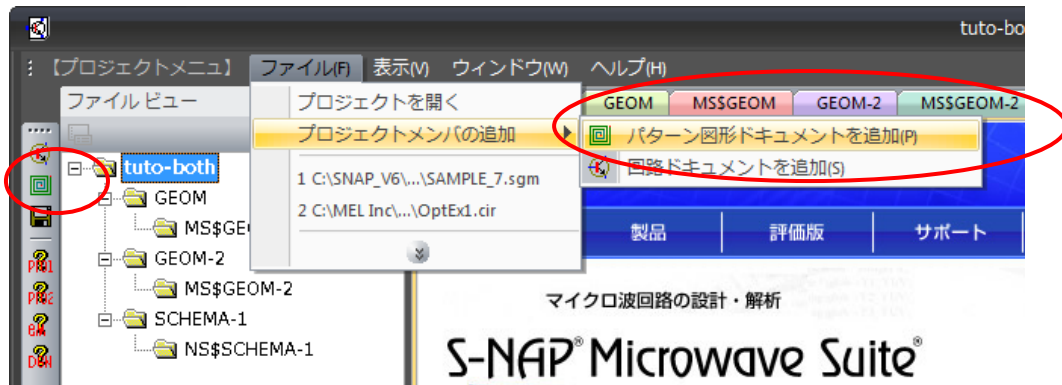 tuto-bo
【プロジェクトメニュ】 ファイル(F) 表示(V) ウィンドウ(W) ヘルプ(H)
ファイル ビュー
プロジェクトを開く
プロジェクトメンバの追加
1 C:\SNAP_V6\...\SAMPLE_7.sgm
2 C:\MEL Inc\...\OptEx1.cir
GEOM MS$GEOM GEOM-2 MS$GEOM-2
パターン図形ドキュメントを追加(P)
回路ドキュメントを追加(S)
tuto-both
GEOM
MS$GE
GEOM-2
MS$GEOM-2
SCHEMA-1
NS$SCHEMA-1
製品 評価版 サポート
マイクロ波回路の設計・解析
S-NAP® Microwave Suite®